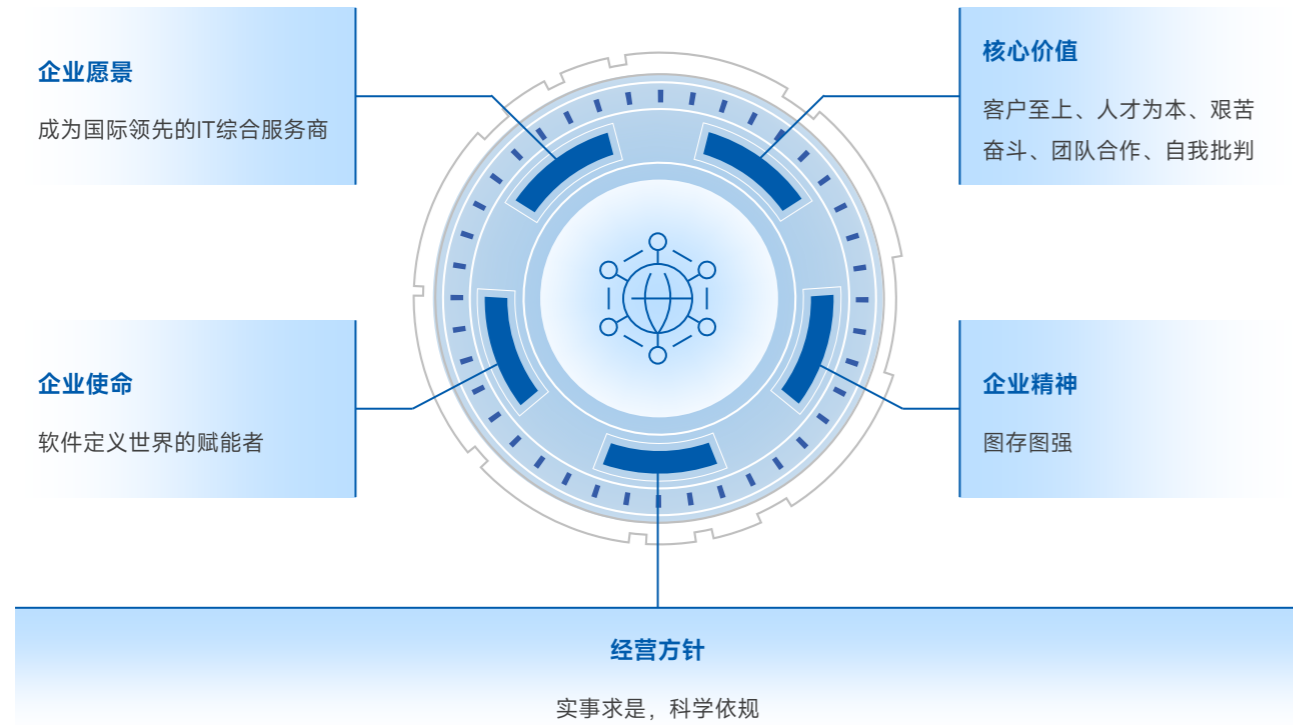 企业愿景
成为国际领先的IT综合服务商
核心价值
客户至上、人才为本、艰苦
奋斗、团队合作、自我批判
企业使命
软件定义世界的赋能者
企业精神
图存图强
经营方针
实事求是，科学依规